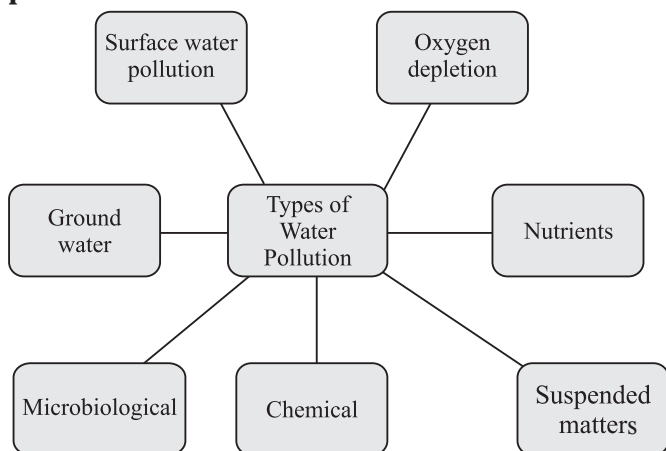 Surface water
pollution
Oxygen
depletion
Ground
water
Types of
Water
Pollution
Nutrients
Microbiological
Chemical
Suspended
matters